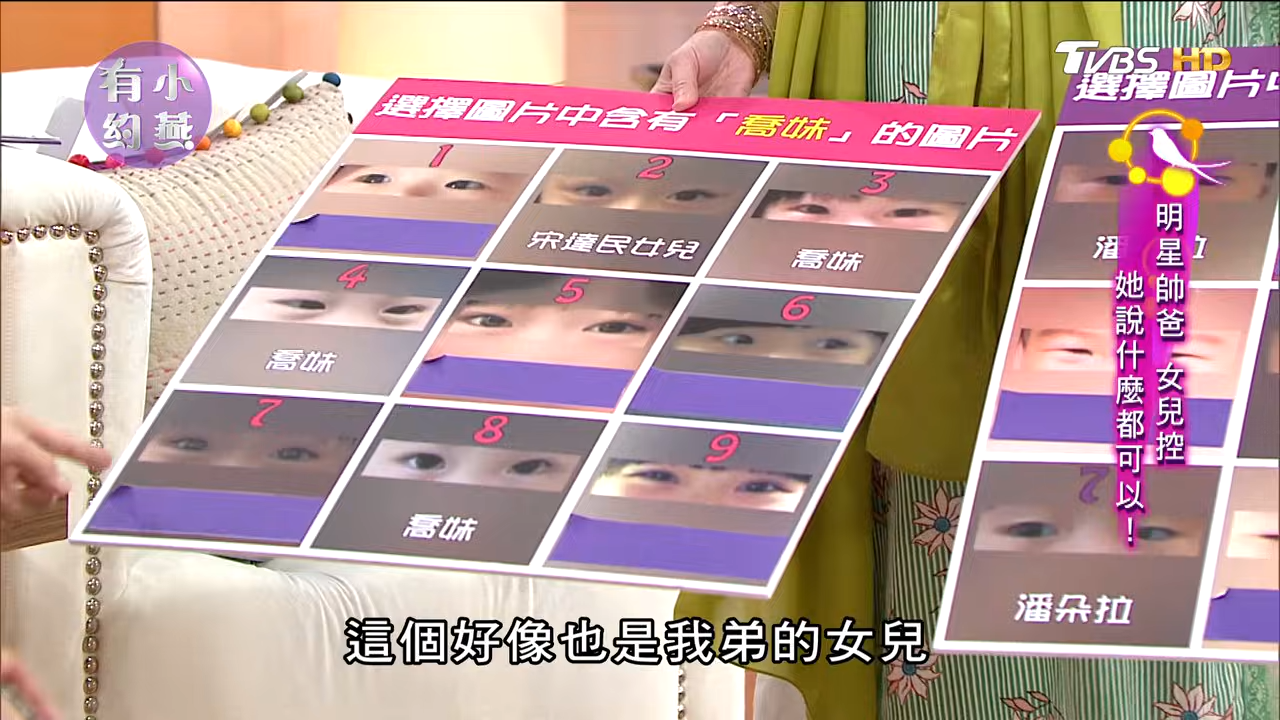 有小
約燕
TVBS HD
選擇圖片中含有「喬妹」的圖片
1
2
宋達民女兒
3
喬妹
4
喬妹
5
6
7
8
喬妹
9
選擇圖片中
7
潘朵拉
明星帥爸 女兒控
她說什麼都可以！
這個好像也是我弟的女兒